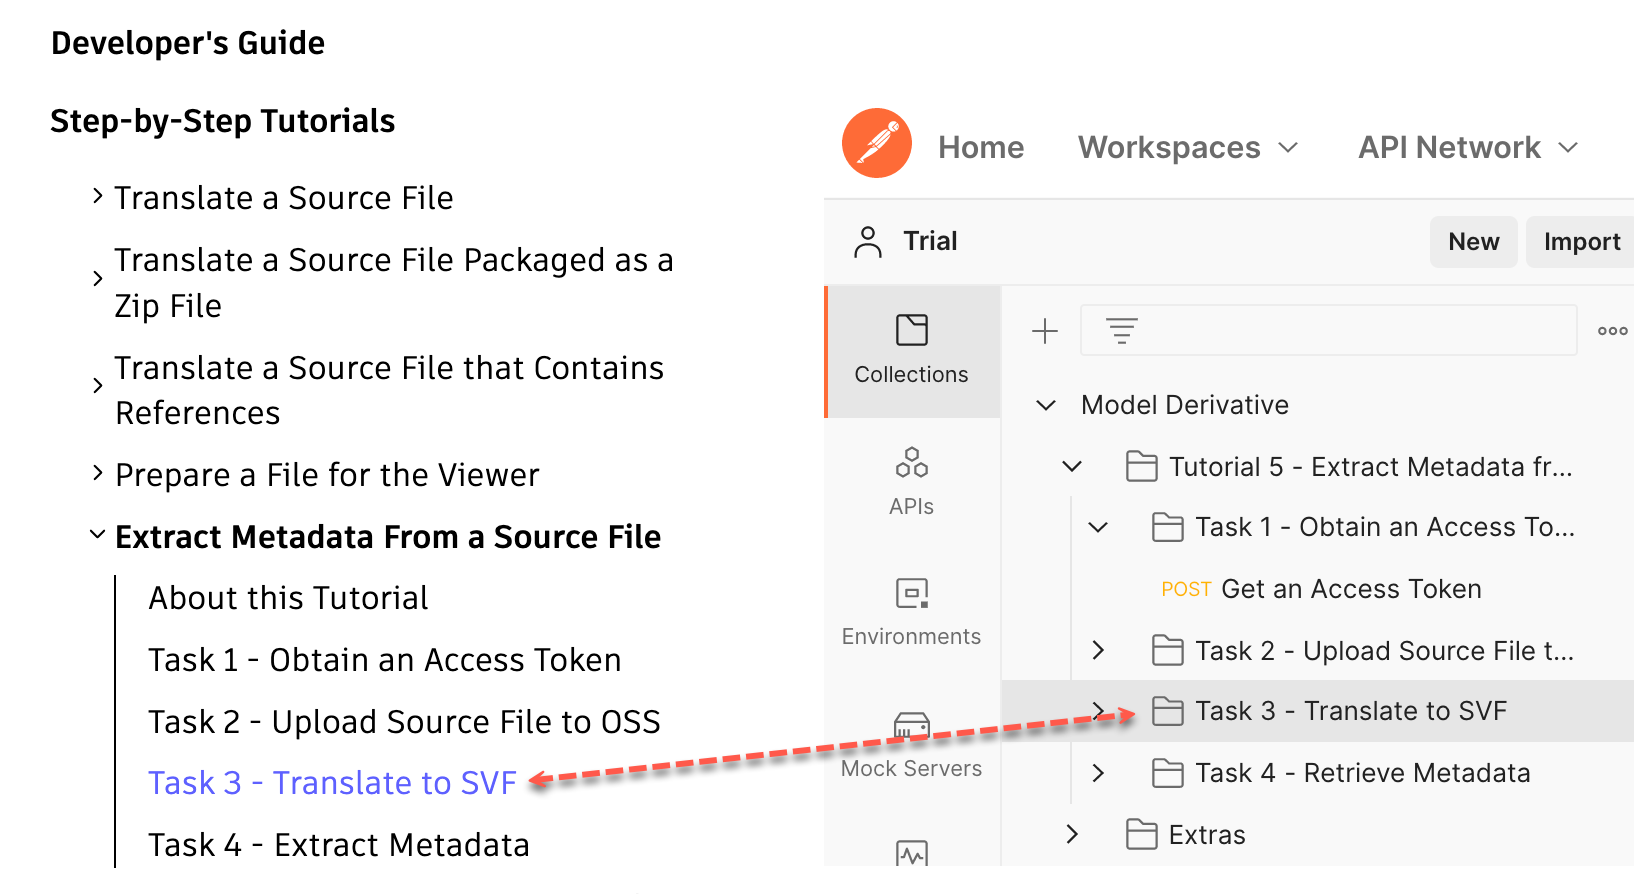 Developer's Guide
Step-by-Step Tutorials
Translate a Source File
Translate a Source File Packaged as a
Zip File
Translate a Source File that Contains
References
Prepare a File for the Viewer
Extract Metadata From a Source File
About this Tutorial
Task 1 - Obtain an Access Token
Task 2 - Upload Source File to OSS
Task 3 - Translate to SVF
Task 4 - Extract Metadata
Home Workspaces API Network
Trial New Import
Collections
APIs
Environments
Mock Servers
Model Derivative
Tutorial 5 - Extract Metadata fr...
Task 1 - Obtain an Access To...
POST Get an Access Token
Task 2 - Upload Source File t...
Task 3 - Translate to SVF
Task 4 - Retrieve Metadata
Extras